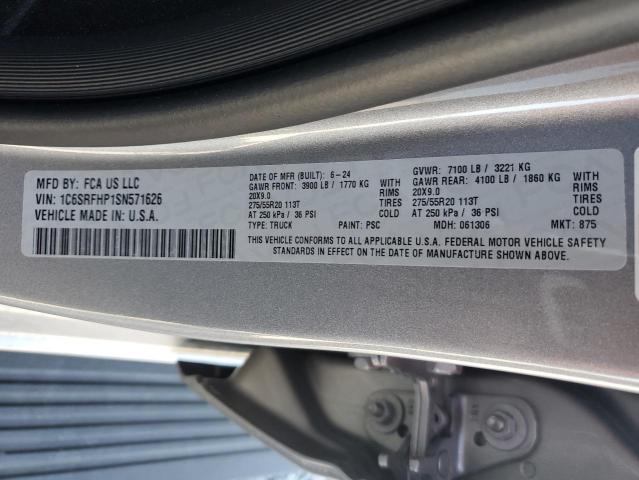 MFD BY: FCA US LLC
VIN: 1C6SRFHP1SN571626
VEHICLE MADE IN U.S.A.
DATE OF MFR (BUILT): 6-24 GVWR: 7100 LB / 3221 KG
GAWR FRONT: 3900 LB / 1770 KG WITH GAWR REAR: 4100 LB / 1860 KG WITH
20X9.0 RIMS 20X9.0 RIMS
275/55R20 113T TIRES 275/55R20 113T TIRES
AT 250 kPA / 36 PSI COLD AT 250 kPA / 36 PSI COLD
TYPE: TRUCK PAINT: PSC MDH: 061306 MKT: 875
THIS VEHICLE CONFORMS TO ALL APPLICABLE U.S.A. FEDERAL MOTOR VEHICLE SAFETY
STANDARDS IN EFFECT ON THE DATE OF MANUFACTURE SHOWN ABOVE.